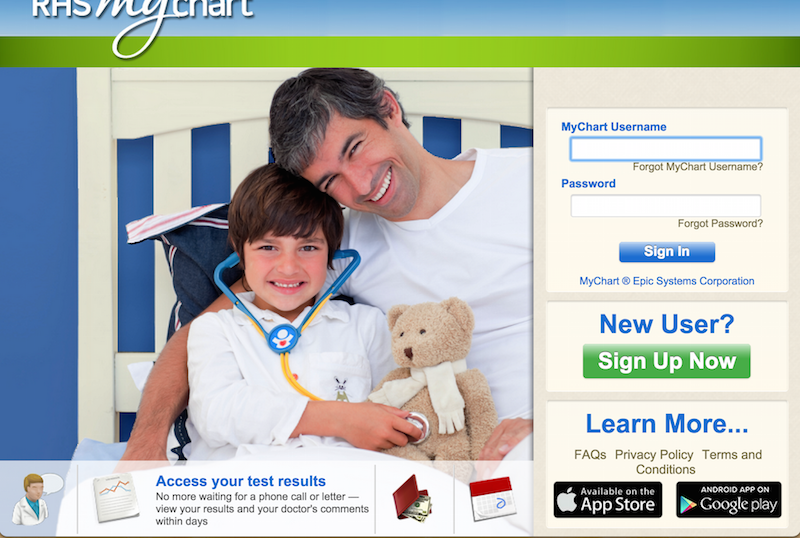 RHS mychart
MyChart Username
Forgot MyChart Username?
Password
Forgot Password?
Sign In
MyChart ® Epic Systems Corporation
New User?
Sign Up Now
Learn More...
FAQs Privacy Policy Terms and
Conditions
Available on the
App Store
ANDROID APP ON
Google play
Access your test results
No more waiting for a phone call or letter —
view your results and your doctor's comments
within days